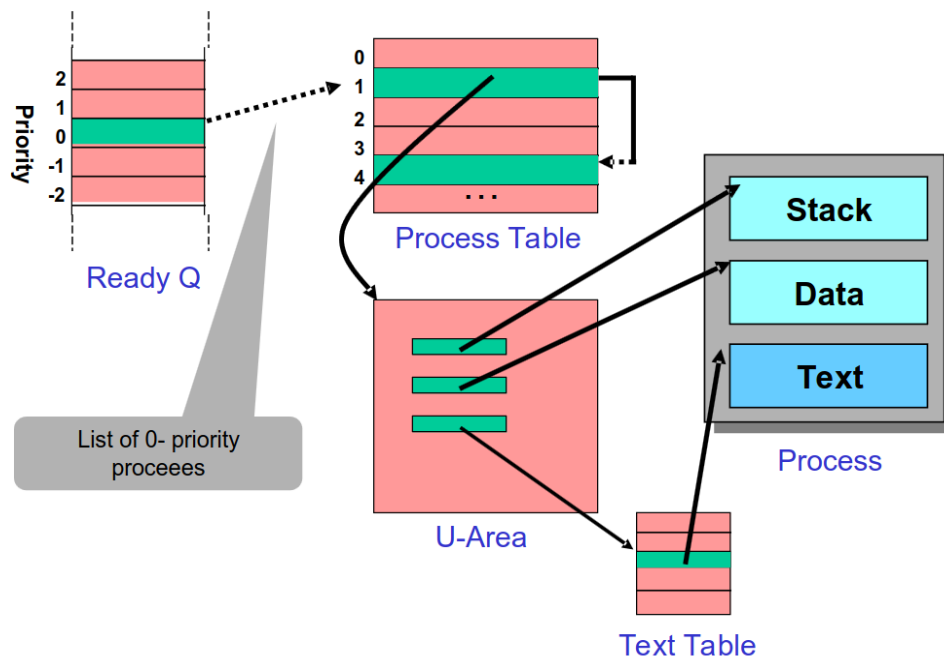 Priority
2
1
0
-1
-2
Ready Q
List of 0- priority
proceees
0
1
2
3
4
...
Process Table
U-Area
Text Table
Stack
Data
Text
Process